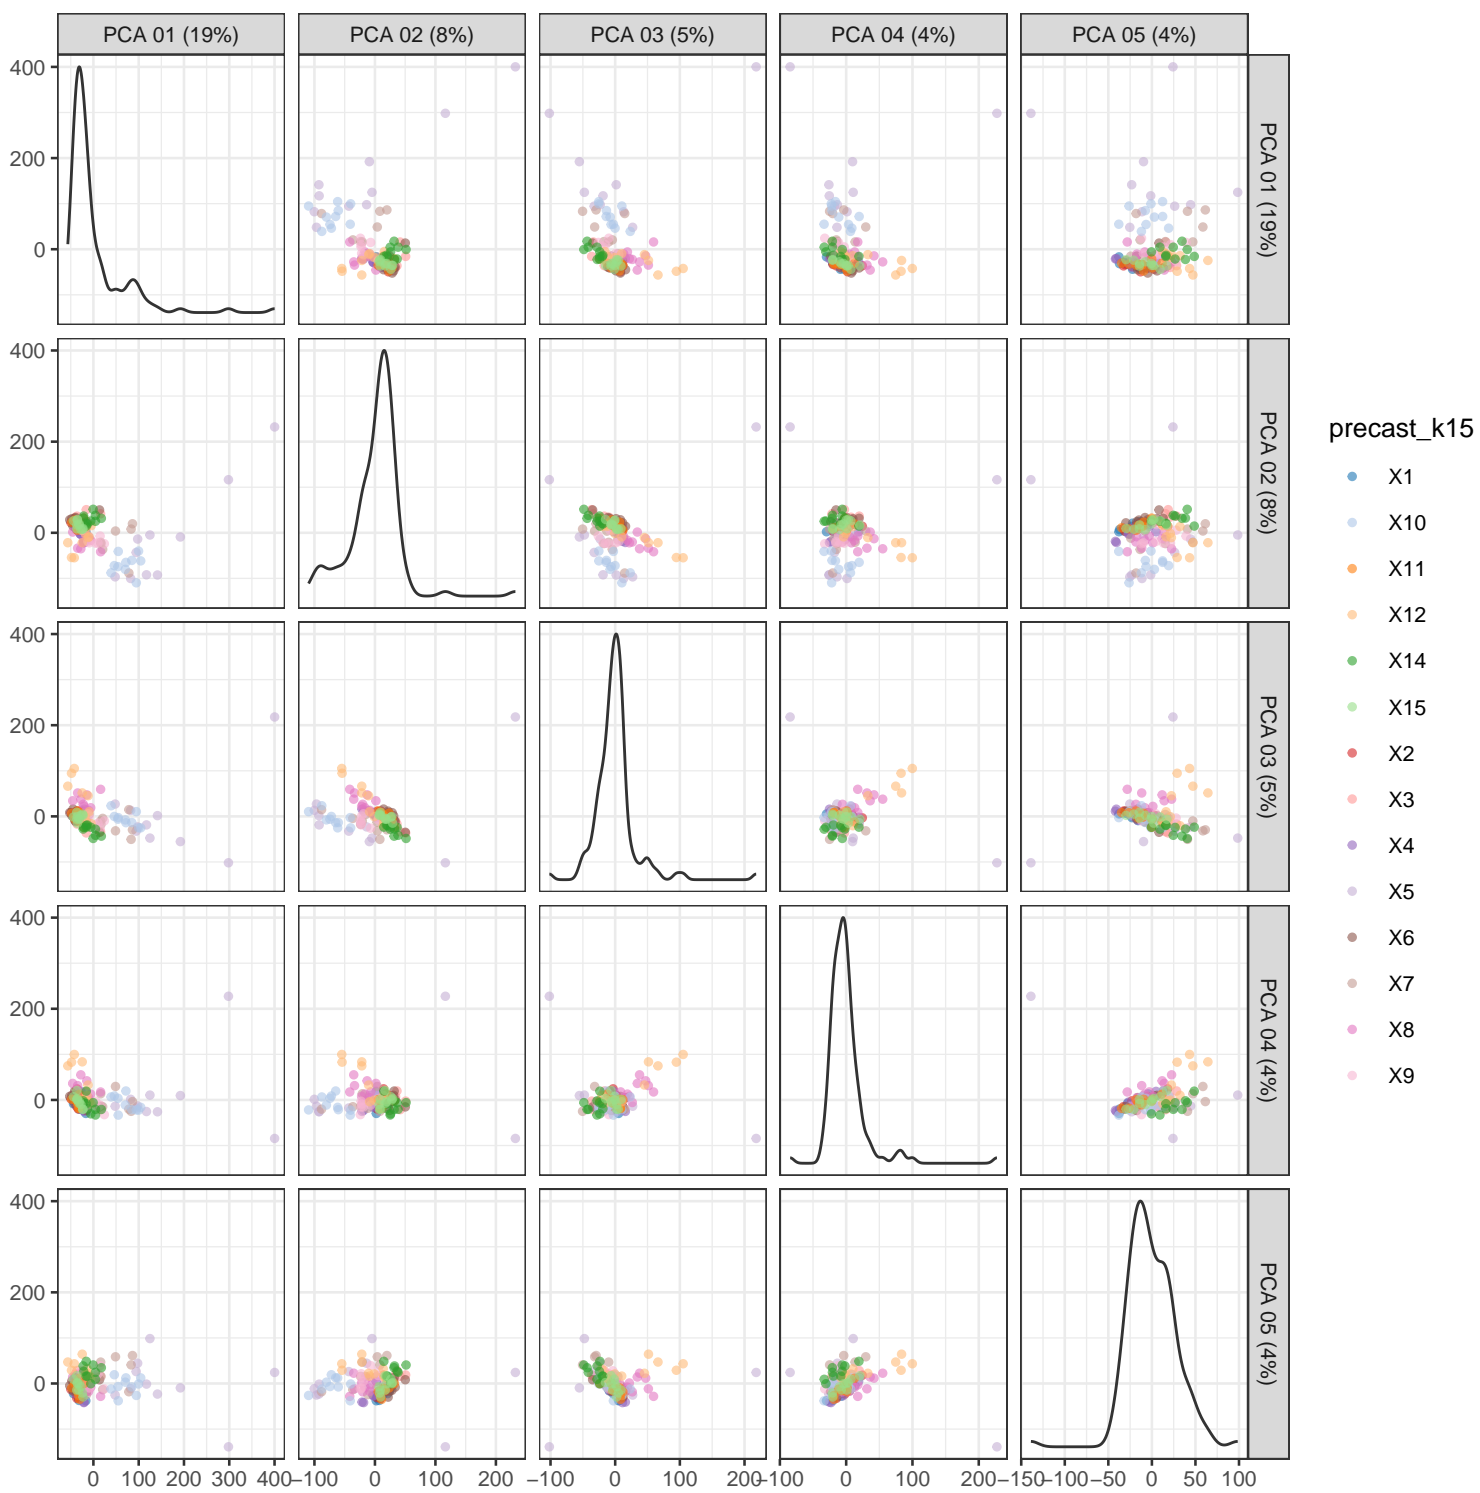 PCA 01 (19%) PCA 02 (8%) PCA 03 (5%) PCA 04 (4%) PCA 05 (4%)
400
200
0
PCA 01 (19%)
400
200
0
PCA 02 (8%)
400
200
0
PCA 03 (5%)
400
200
0
PCA 04 (4%)
400
200
0
PCA 05 (4%)
0 100 200 300 400 −100 0 100 200 −100 0 100 200 −100 0 100 200 −150 −100 −50 0 50 100
precast_k15
X1
X10
X11
X12
X14
X15
X2
X3
X4
X5
X6
X7
X8
X9